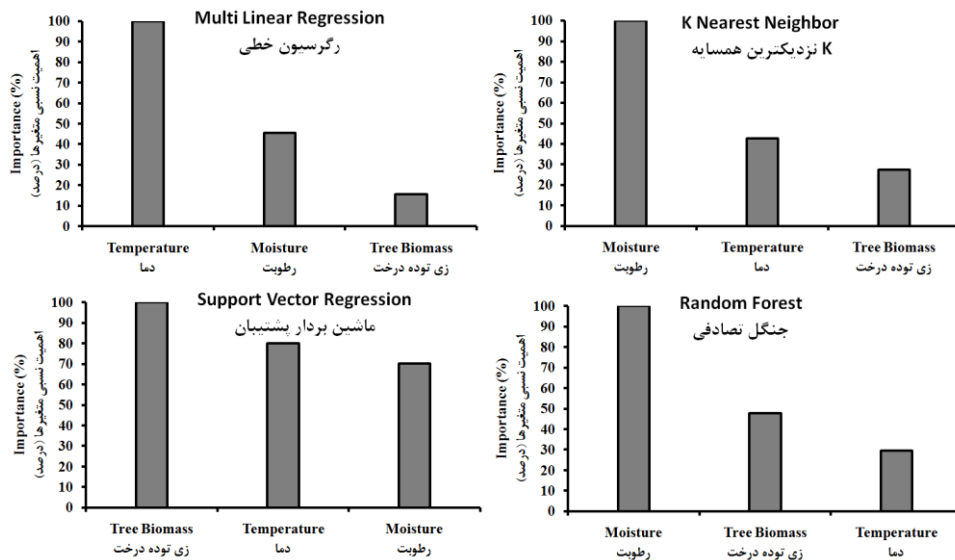 Multi Linear Regression
رگرسیون خطی
Importance (%)
اهمیت نسبی متغیرها (درصد)
100
90
80
70
60
50
40
30
20
10
0
Temperature
دما
Moisture
رطوبت
Tree Biomass
زی توده درخت
K Nearest Neighbor
K نزدیکترین همسایه
Importance (%)
اهمیت نسبی متغیرها (درصد)
100
90
80
70
60
50
40
30
20
10
0
Moisture
رطوبت
Temperature
دما
Tree Biomass
زی توده درخت
Support Vector Regression
ماشین بردار پشتیبان
Importance (%)
اهمیت نسبی متغیرها (درصد)
100
90
80
70
60
50
40
30
20
10
0
Tree Biomass
زی توده درخت
Temperature
دما
Moisture
رطوبت
Random Forest
جنگل تصادفی
Importance (%)
اهمیت نسبی متغیرها (درصد)
100
90
80
70
60
50
40
30
20
10
0
Moisture
رطوبت
Tree Biomass
زی توده درخت
Temperature
دما